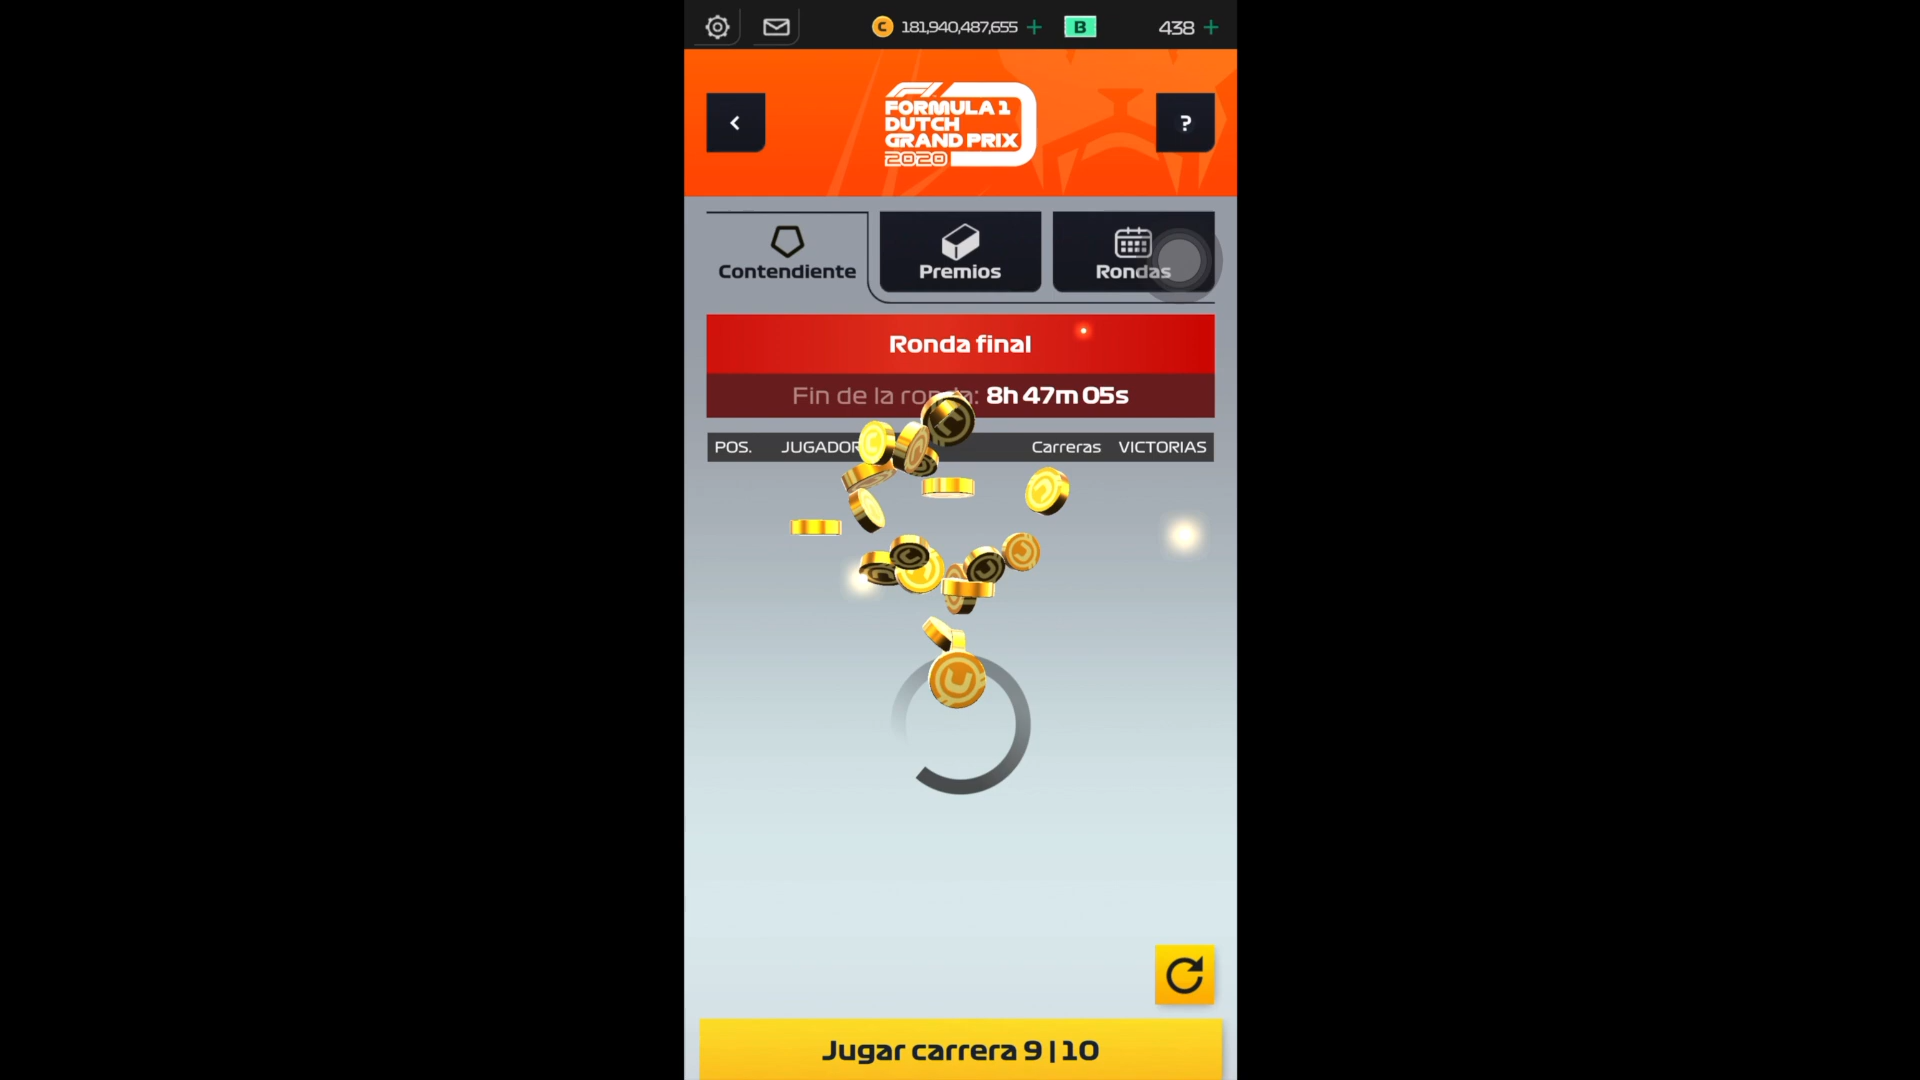 C 181,940,487,655 + B 438 +
FORMULA 1
DUTCH
GRAND PRIX
2020
?
Contendiente
Premios
Rondas
Ronda final
Fin de la ronda: 8h 47m 05s
POS. JUGADOR Carreras VICTORIAS
Jugar carrera 9 | 10